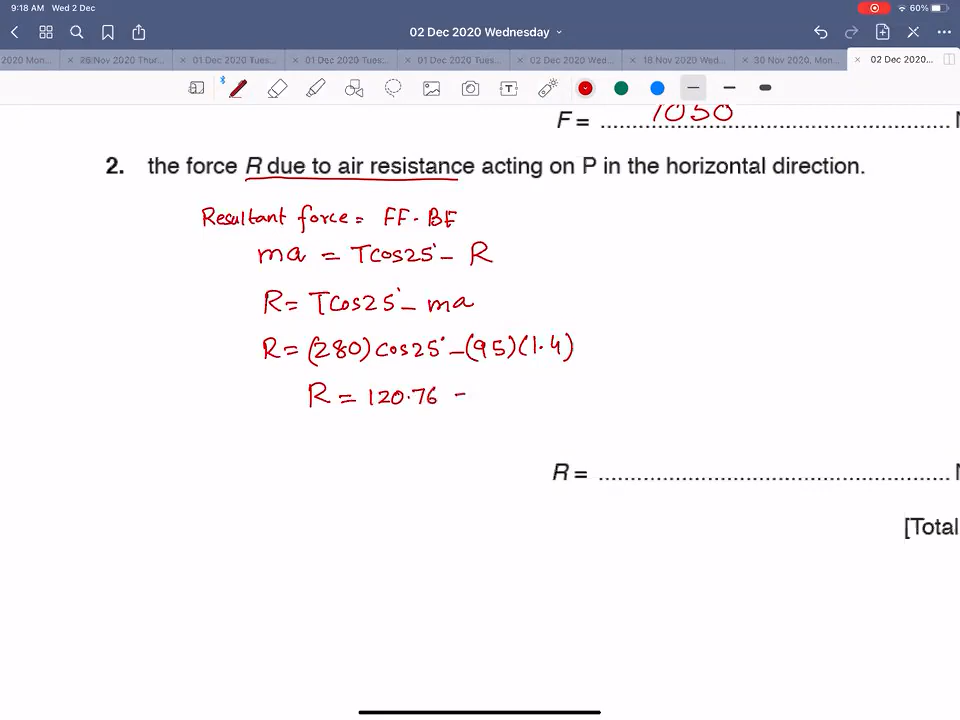 9:18 AM Wed 2 Dec
60%
02 Dec 2020 Wednesday
2020 Mon... 26 Nov 2020 Thur... 01 Dec 2020 Tues... 01 Dec 2020 Tues... 01 Dec 2020 Tues... 02 Dec 2020 Wed... 18 Nov 2020 Wed... 30 Nov 2020, Mon... 02 Dec 2020...
F = ........ 1050 ........ N
2. the force R due to air resistance acting on P in the horizontal direction.
Resultant force = FF - BF
ma = Tcos25° - R
R = Tcos25° - ma
R = (280)cos25° - (95)(1.4)
R = 120.76 -
R = ........................ N
[Total